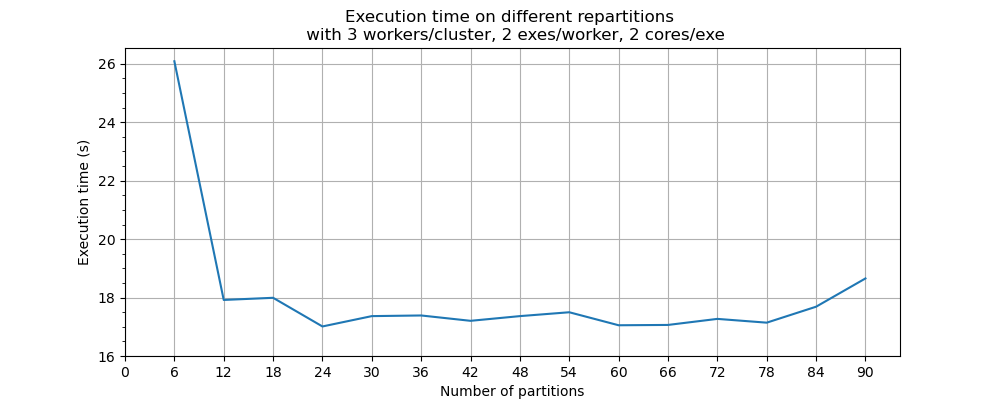 Execution time on different repartitions
with 3 workers/cluster, 2 exes/worker, 2 cores/exe
26
24
22
20
18
16
Execution time (s)
0 6 12 18 24 30 36 42 48 54 60 66 72 78 84 90
Number of partitions